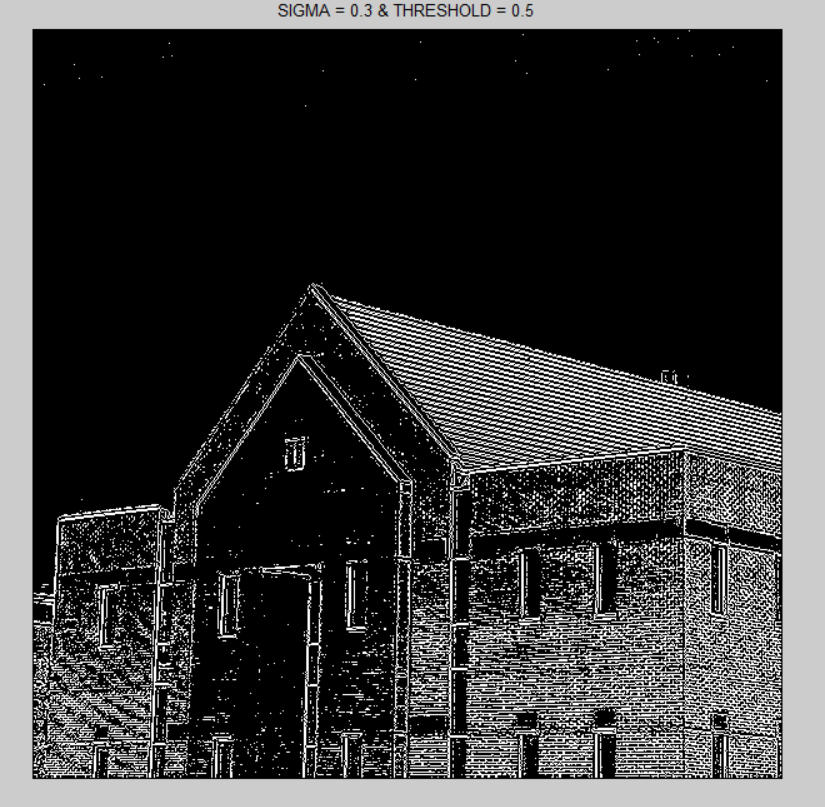 SIGMA = 0.3 & THRESHOLD = 0.5